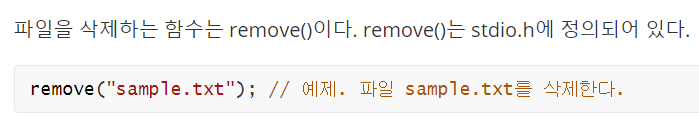 파일을 삭제하는 함수는 remove()이다. remove()는 stdio.h에 정의되어 있다.
remove("sample.txt"); // 예제. 파일 sample.txt를 삭제한다.